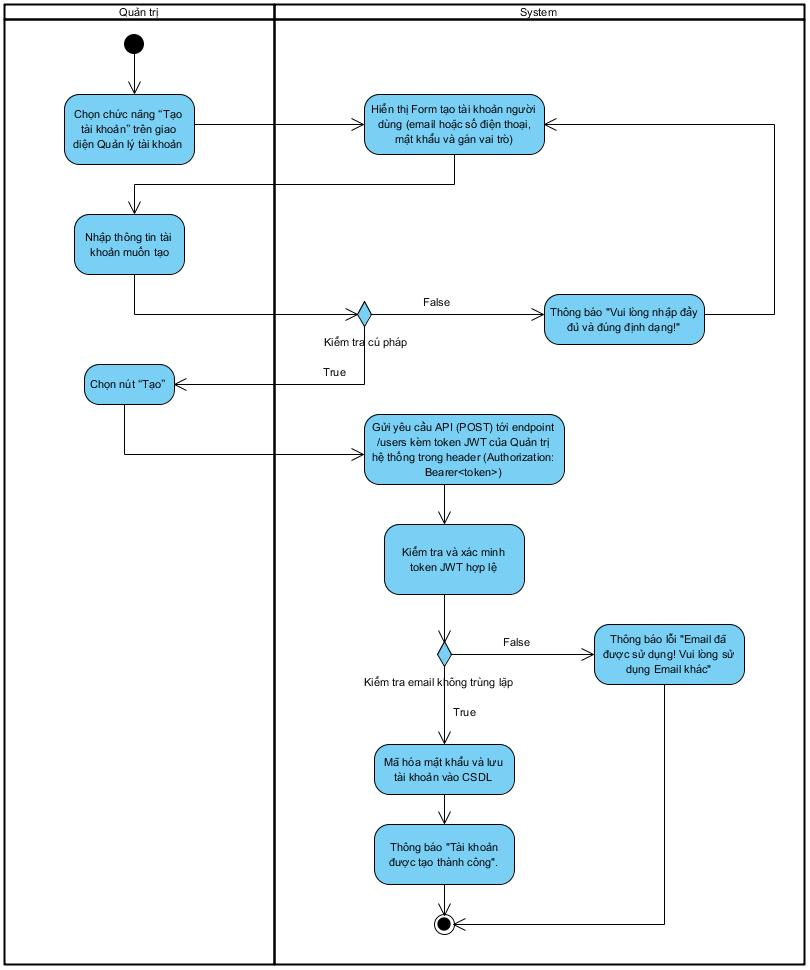 Quản trị
System
Chọn chức năng “Tạo
tài khoản” trên giao
diện Quản lý tài khoản
Hiển thị Form tạo tài khoản người
dùng (email hoặc số điện thoại,
mật khẩu và gán vai trò)
Nhập thông tin tài
khoản muốn tạo
False
Thông báo "Vui lòng nhập đầy
đủ và đúng định dạng!"
Kiểm tra cú pháp
True
Chọn nút “Tạo”
Gửi yêu cầu API (POST) tới endpoint
/users kèm token JWT của Quản trị
hệ thống trong header (Authorization:
Bearer<token>)
Kiểm tra và xác minh
token JWT hợp lệ
False
Thông báo lỗi "Email đã
được sử dụng! Vui lòng sử
dụng Email khác"
Kiểm tra email không trùng lặp
True
Mã hóa mật khẩu và lưu
tài khoản vào CSDL
Thông báo "Tài khoản
được tạo thành công".